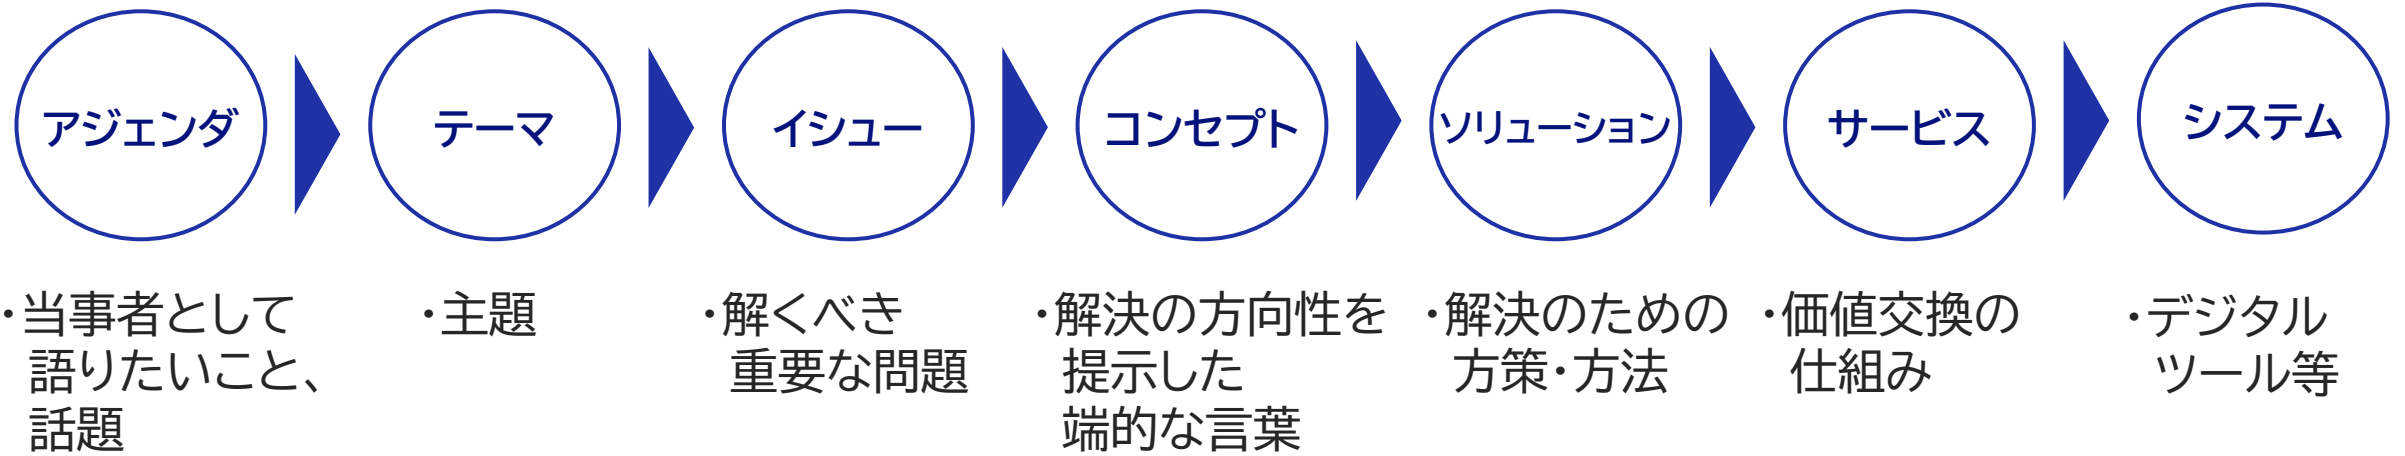 アジェンダ
テーマ
イシュー
コンセプト
ソリューション
サービス
システム
・当事者として
語りたいこと、
話題
・主題
・解くべき
重要な問題
・解決の方向性を
提示した
端的な言葉
・解決のための
方策・方法
・価値交換の
仕組み
・デジタル
ツール等